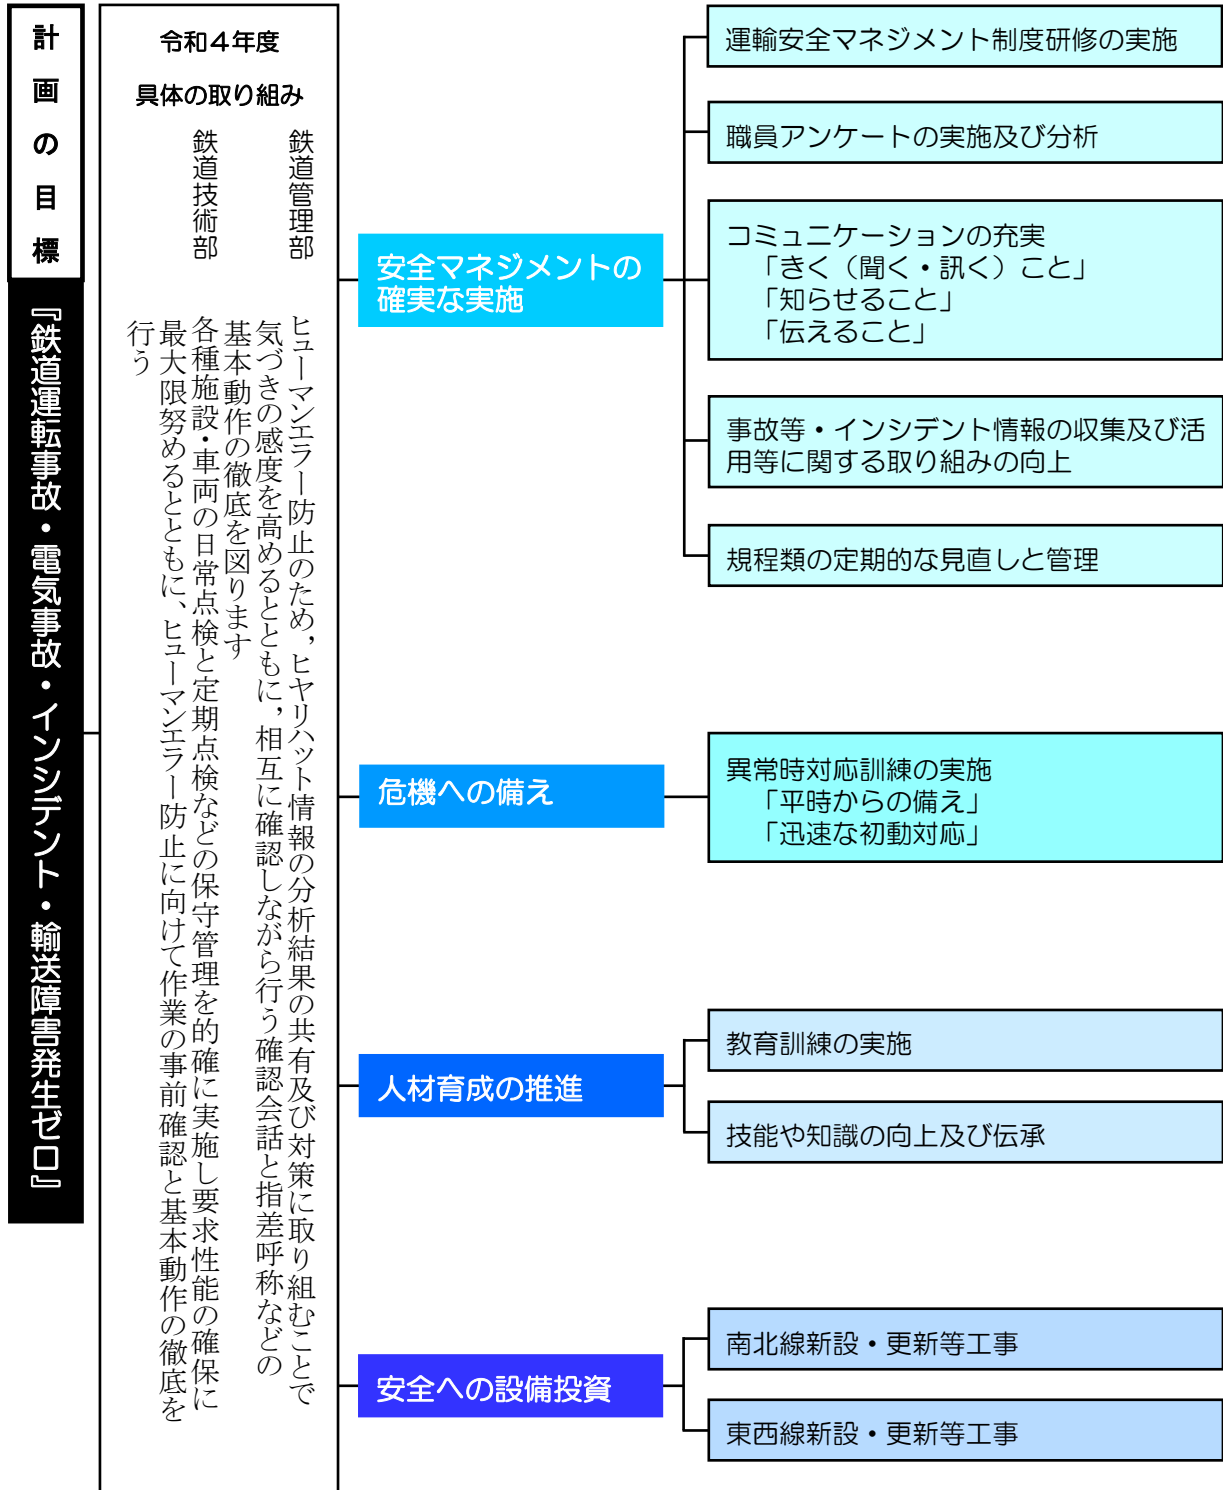 計画の目標
『鉄道運転事故・電気事故・インシデント・輸送障害発生ゼロ』
令和４年度
具体の取り組み
鉄道管理部
ヒューマンエラー防止のため，ヒヤリハット情報の分析結果の共有及び対策に取り組むことで
気づきの感度を高めるとともに，相互に確認しながら行う確認会話と指差呼称などの
基本動作の徹底を図ります
鉄道技術部
各種施設・車両の日常点検と定期点検などの保守管理を的確に実施し要求性能の確保に
最大限努めるとともに、ヒューマンエラー防止に向けて作業の事前確認と基本動作の徹底を
行う
安全マネジメントの
確実な実施
運輸安全マネジメント制度研修の実施
職員アンケートの実施及び分析
コミュニケーションの充実
「きく（聞く・訊く）こと」
「知らせること」
「伝えること」
事故等・インシデント情報の収集及び活
用等に関する取り組みの向上
規程類の定期的な見直しと管理
危機への備え
異常時対応訓練の実施
「平時からの備え」
「迅速な初動対応」
人材育成の推進
教育訓練の実施
技能や知識の向上及び伝承
安全への設備投資
南北線新設・更新等工事
東西線新設・更新等工事